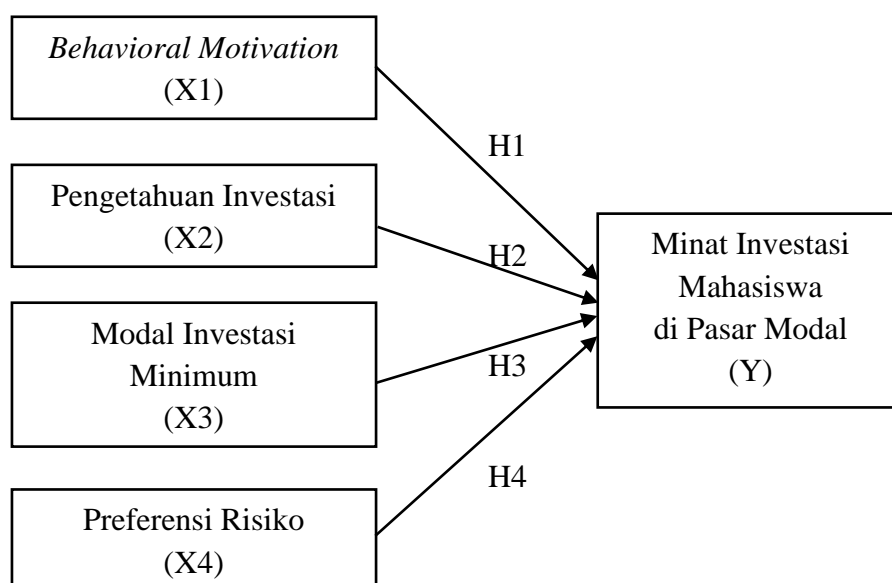 Behavioral Motivation
(X1)
H1
Pengetahuan Investasi
(X2)
H2
Minat Investasi
Mahasiswa
di Pasar Modal
(Y)
Modal Investasi
Minimum
(X3)
H3
H4
Preferensi Risiko
(X4)